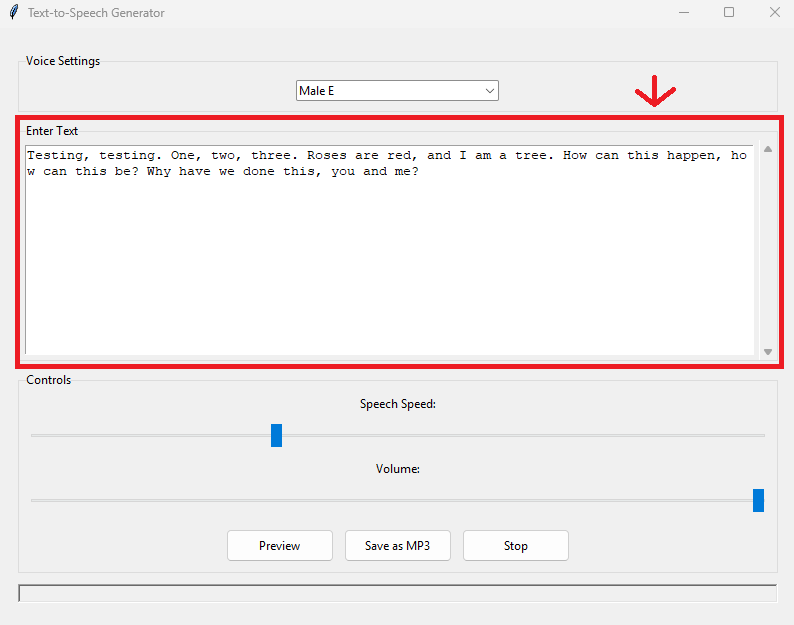 Text-to-Speech Generator
Voice Settings
Male E
Enter Text
Testing, testing. One, two, three. Roses are red, and I am a tree. How can this happen, ho
w can this be? Why have we done this, you and me?
Controls
Speech Speed:
Volume:
Preview Save as MP3 Stop